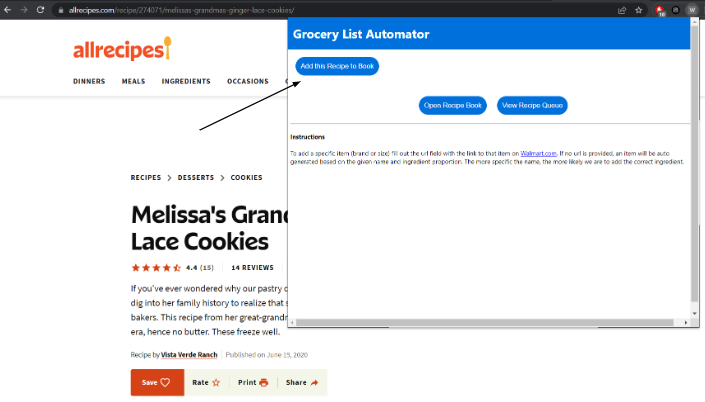 allrecipes.com/recipe/274071/melissas-grandmas-ginger-lace-cookies/
10
W
Grocery List Automator
Add this Recipe to Book
Open Recipe Book
View Recipe Queue
Instructions
To add a specific item (brand or size) fill out the url field with the link to that item on Walmart.com. If no url is provided, an item will be auto
generated based on the given name and ingredient proportion. The more specific the name, the more likely we are to add the correct ingredient.
allrecipes
DINNERS MEALS INGREDIENTS OCCASIONS
RECIPES > DESSERTS > COOKIES
Melissa's Grand
Lace Cookies
4.4 (15) 14 REVIEWS
If you've ever wondered why our pastry
dig into her family history to realize that
bakers. This recipe from her great-grandm
era, hence no butter. These freeze well.
Recipe by Vista Verde Ranch Published on June 19, 2020
Save Rate Print Share